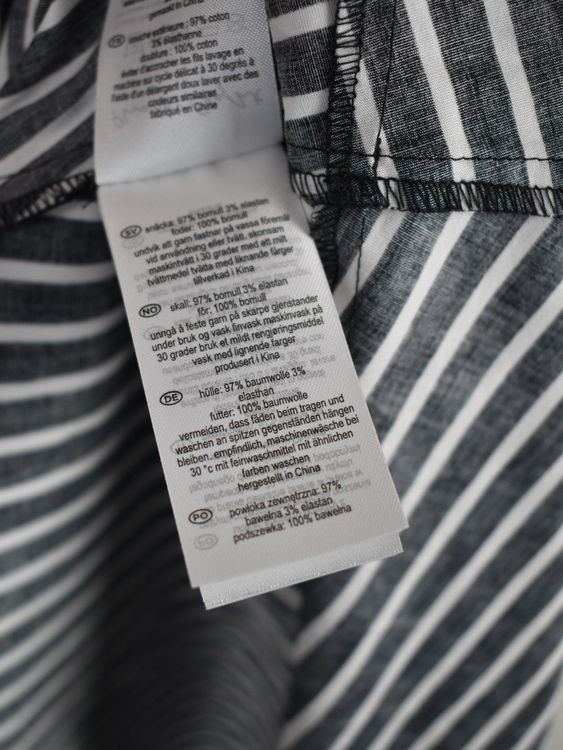 fabriqué en Chine
FR couche extérieure : 97% coton
3% élasthanne
doublure : 100% coton
éviter d'accrocher les fils lavage en
machine sur cycle délicat à 30 degrés à
l'aide d'un détergent doux laver avec des
couleurs similaires
fabriqué en Chine
SV snäcka: 97% bomull 3% elastan
foder: 100% bomull
undvik att garn fastnar på vassa föremål
vid användning eller tvätt. skonsam
maskintvätt i 30 grader med ett milt
tvättmedel tvätta med liknande färger
tillverkad i Kina
NO skall: 97% bomull 3% elastan
fôr: 100% bomull
unngå å feste garn på skarpe gjenstander
under bruk og vask finvask maskinvask på
30 grader bruk et mildt rengjøringsmiddel
vask med lignende farger
produsert i Kina
DE hülle: 97% baumwolle 3%
elasthan
futter: 100% baumwolle
vermeiden, dass fäden beim tragen und
waschen an spitzen gegenständen hängen
bleiben. empfindlich, maschinenwäsche bei
30 °c mit feinwaschmittel mit ähnlichen
farben waschen
hergestellt in China
PO powłoka zewnętrzna: 97%
bawełna 3% elastan
podszewka: 100% bawełna